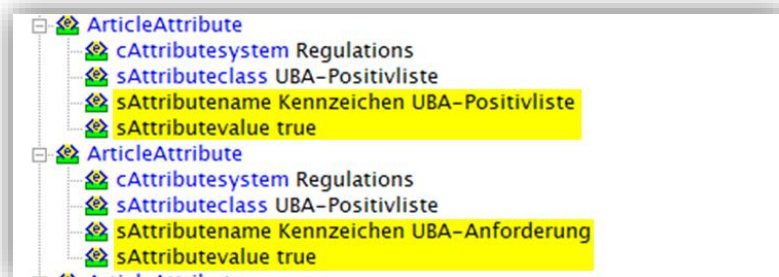 ArticleAttribute
cAttributesystem Regulations
sAttributeclass UBA-Positivliste
sAttributename Kennzeichen UBA-Positivliste
sAttributevalue true
ArticleAttribute
cAttributesystem Regulations
sAttributeclass UBA-Positivliste
sAttributename Kennzeichen UBA-Anforderung
sAttributevalue true